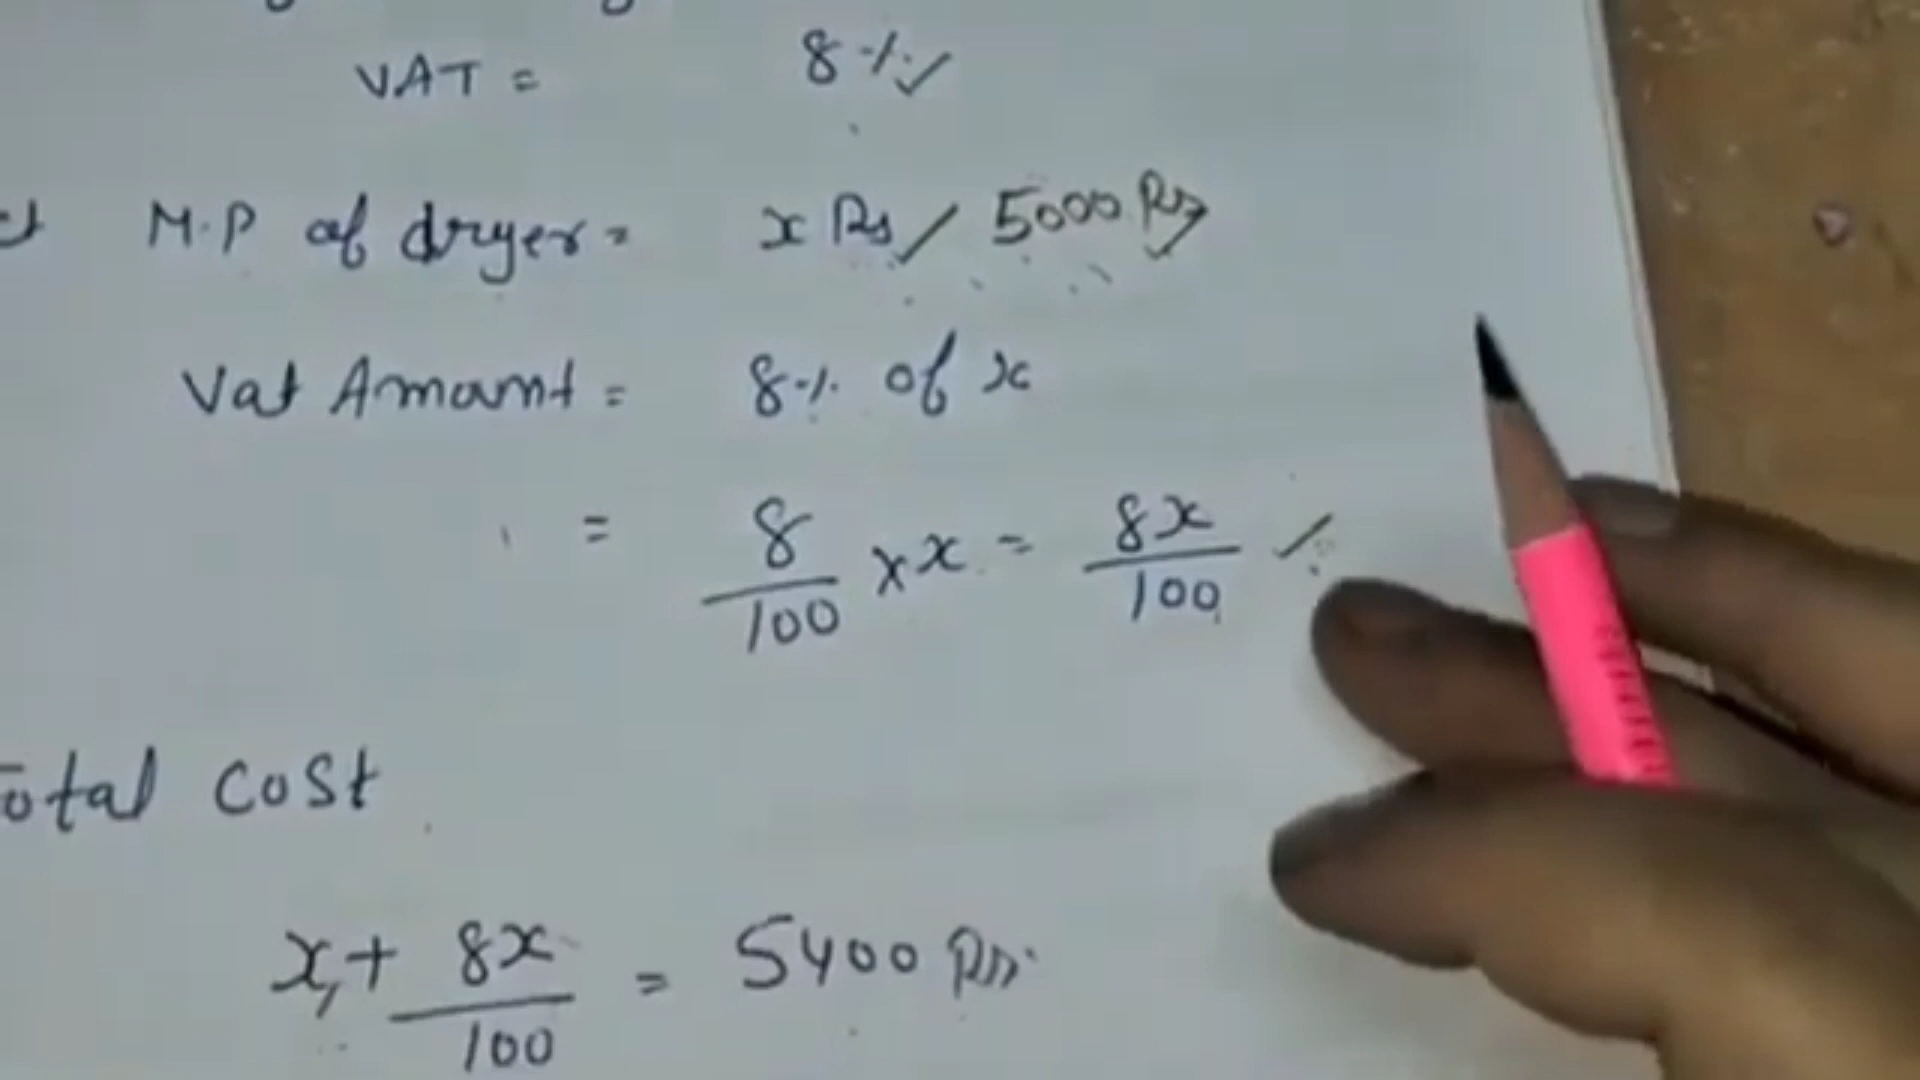 VAT = 8%
M.P of dryer = x Rs / 5000 Rs
Vat Amount = 8% of x
= 8/100 × x = 8x/100
Total cost
x + 8x/100 = 5400 Rs